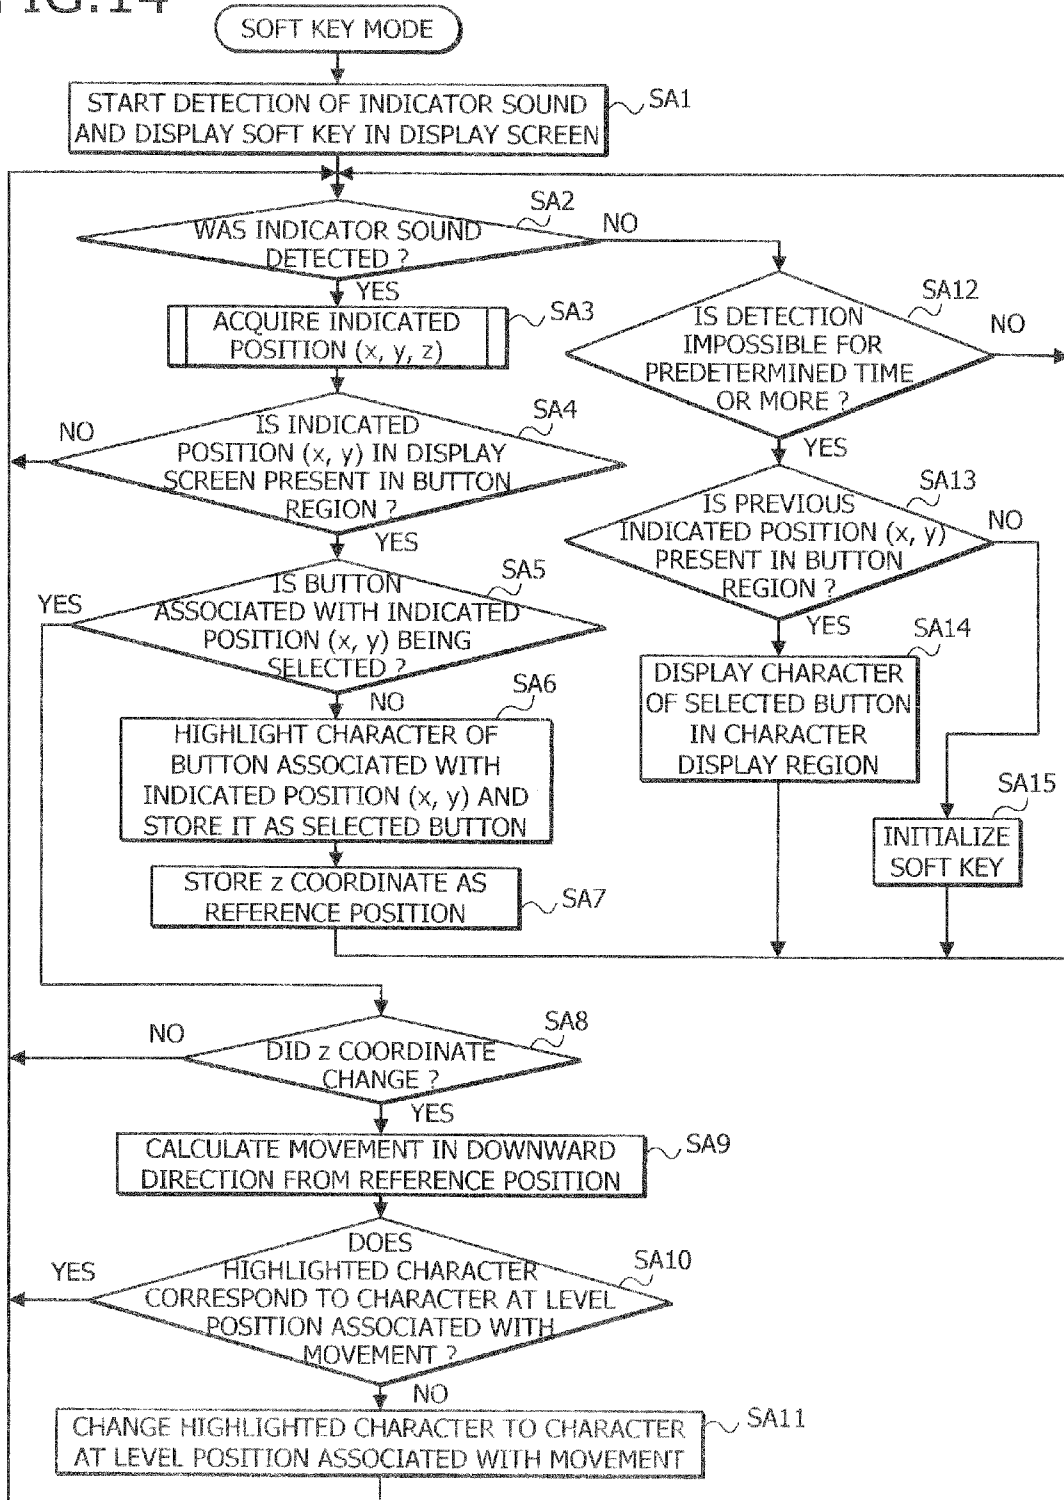 FIG.14
SOFT KEY MODE
START DETECTION OF INDICATOR SOUND
AND DISPLAY SOFT KEY IN DISPLAY SCREEN
SA1
WAS INDICATOR SOUND
DETECTED ?
SA2
NO
YES
ACQUIRE INDICATED
POSITION (x, y, z)
SA3
IS DETECTION
IMPOSSIBLE FOR
PREDETERMINED TIME
OR MORE ?
SA12
NO
YES
IS INDICATED
POSITION (x, y) IN DISPLAY
SCREEN PRESENT IN BUTTON
REGION ?
SA4
NO
YES
IS PREVIOUS
INDICATED POSITION (x, y)
PRESENT IN BUTTON
REGION ?
SA13
NO
YES
IS BUTTON
ASSOCIATED WITH INDICATED
POSITION (x, y) BEING
SELECTED ?
SA5
YES
NO
DISPLAY CHARACTER
OF SELECTED BUTTON
IN CHARACTER
DISPLAY REGION
SA14
HIGHLIGHT CHARACTER OF
BUTTON ASSOCIATED WITH
INDICATED POSITION (x, y) AND
STORE IT AS SELECTED BUTTON
SA6
INITIALIZE
SOFT KEY
SA15
STORE z COORDINATE AS
REFERENCE POSITION
SA7
DID z COORDINATE
CHANGE ?
SA8
NO
YES
CALCULATE MOVEMENT IN DOWNWARD
DIRECTION FROM REFERENCE POSITION
SA9
DOES
HIGHLIGHTED CHARACTER
CORRESPOND TO CHARACTER AT LEVEL
POSITION ASSOCIATED WITH
MOVEMENT ?
SA10
YES
NO
CHANGE HIGHLIGHTED CHARACTER TO CHARACTER
AT LEVEL POSITION ASSOCIATED WITH MOVEMENT
SA11